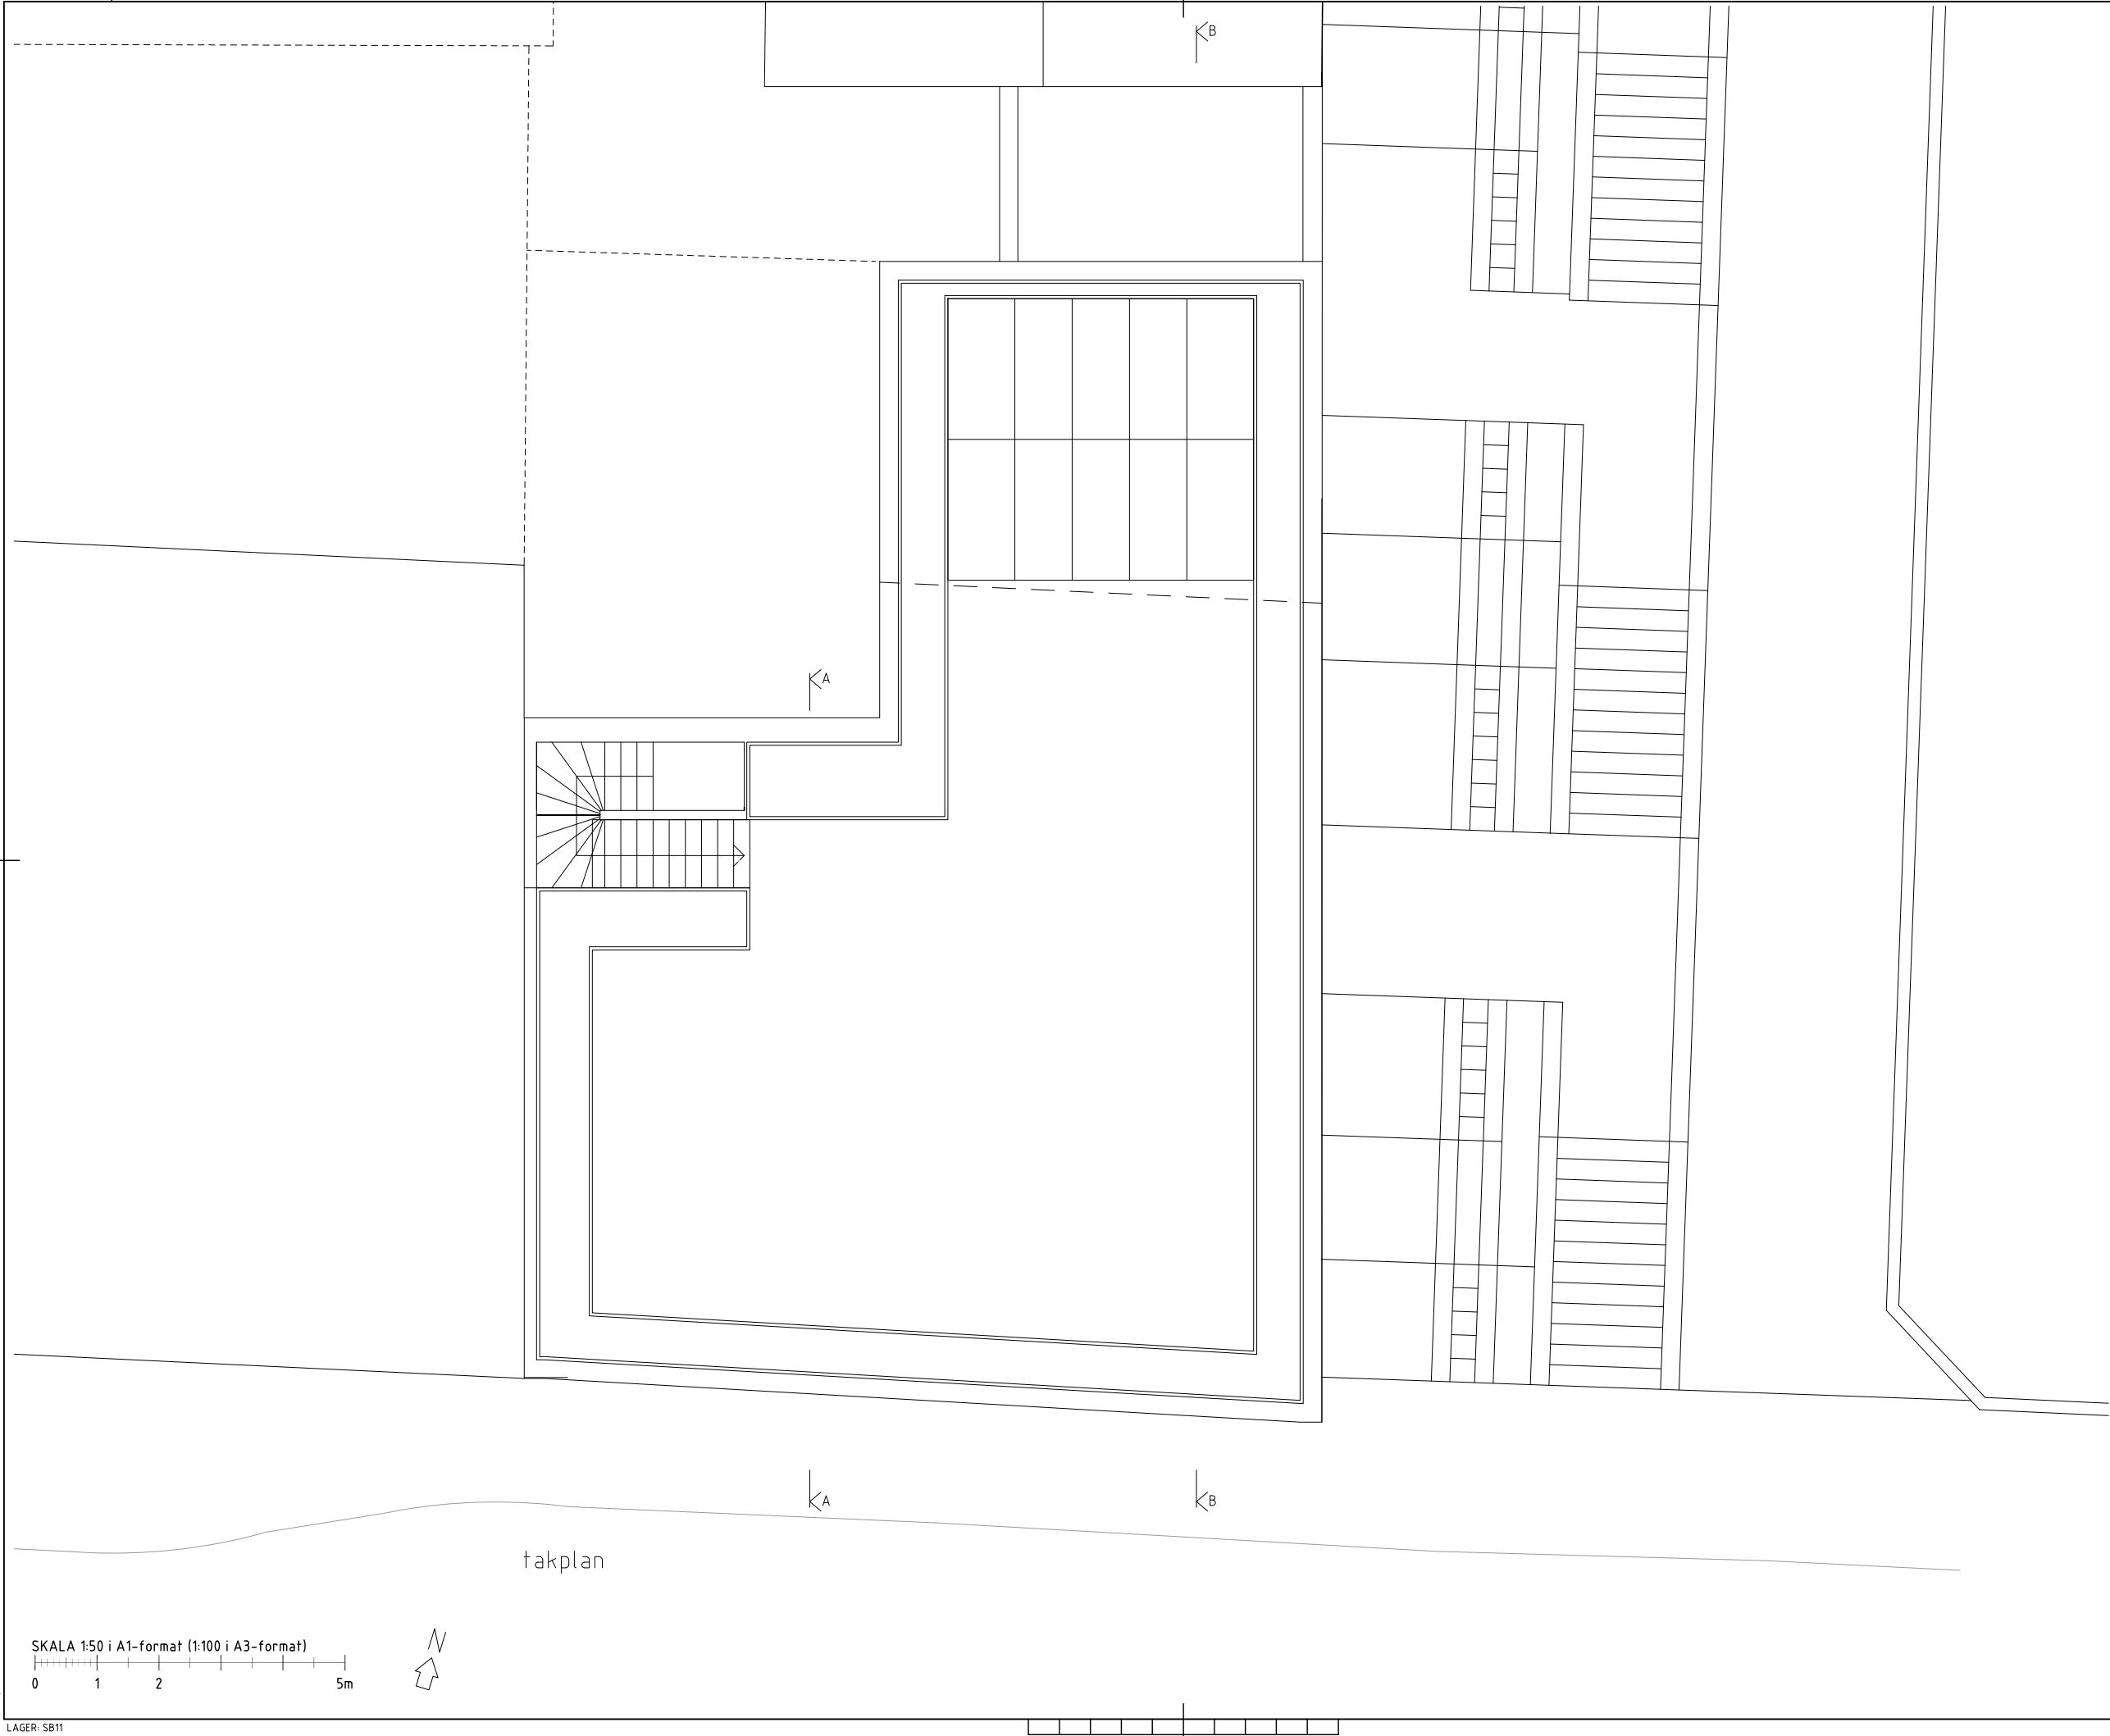 B
A
A
B
takplan
N
SKALA 1:50 i A1-format (1:100 i A3-format)
0 1 2 5m
LAGER: SB11